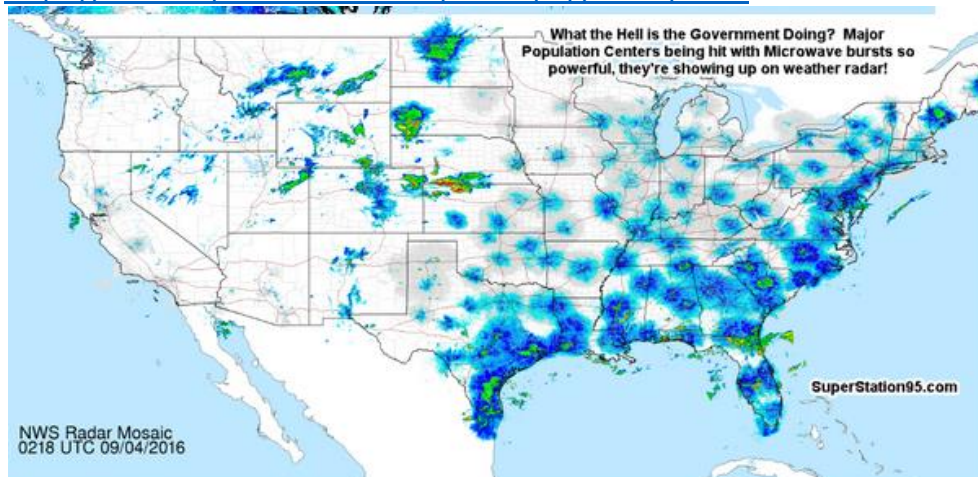 What the Hell is the Government Doing? Major
Population Centers being hit with Microwave bursts so
powerful, they're showing up on weather radar!
SuperStation95.com
NWS Radar Mosaic
0218 UTC 09/04/2016